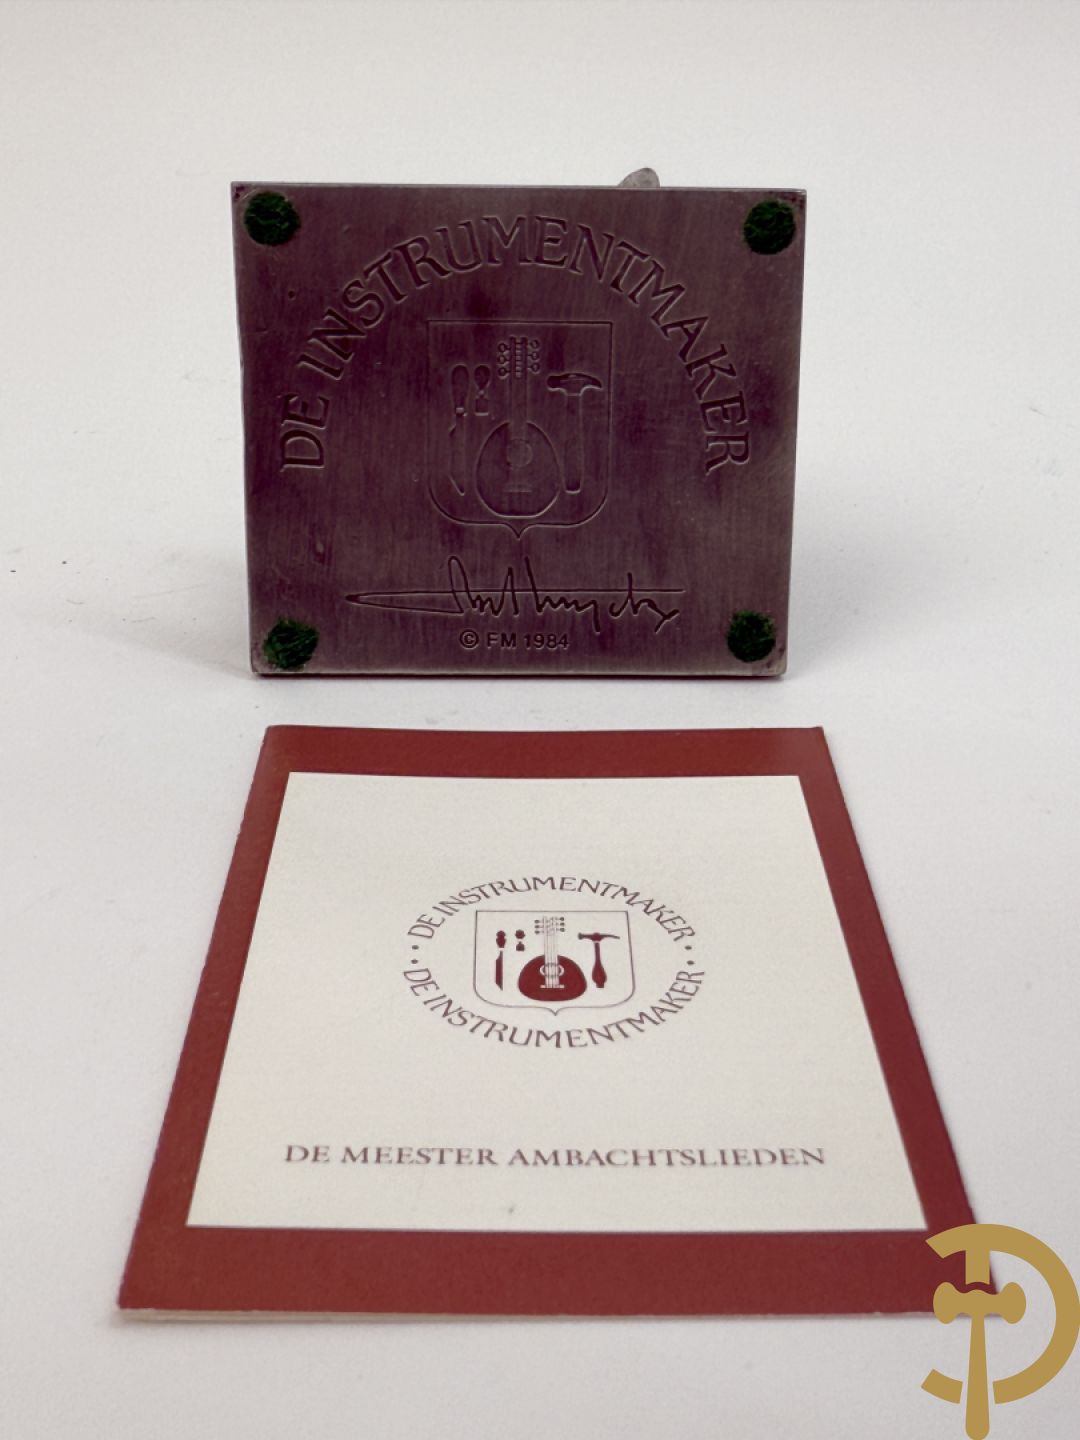 DE INSTRUMENTMAKER
© FM 1984
DE INSTRUMENTMAKER
DE INSTRUMENTMAKER
DE MEESTER AMBACHTSLIEDEN